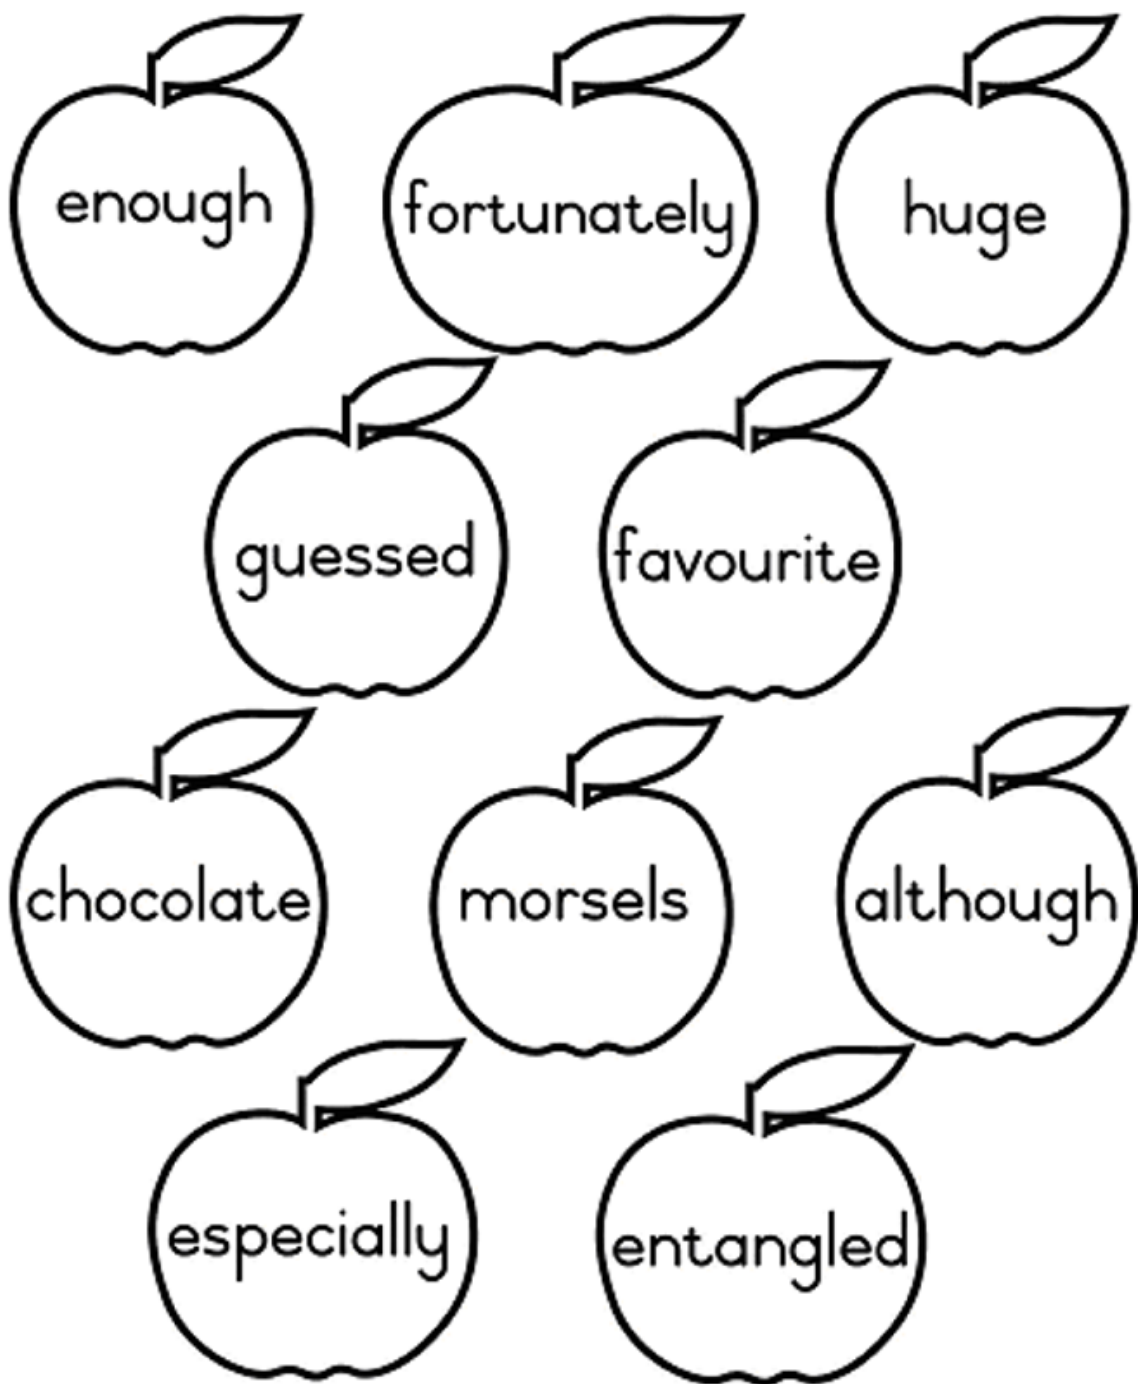 enough fortunately huge
guessed favourite
chocolate morsels although
especially entangled